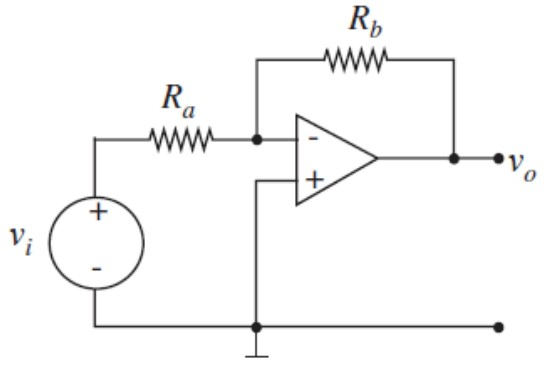 R_b
R_a
-
+
v_o
+
v_i
-